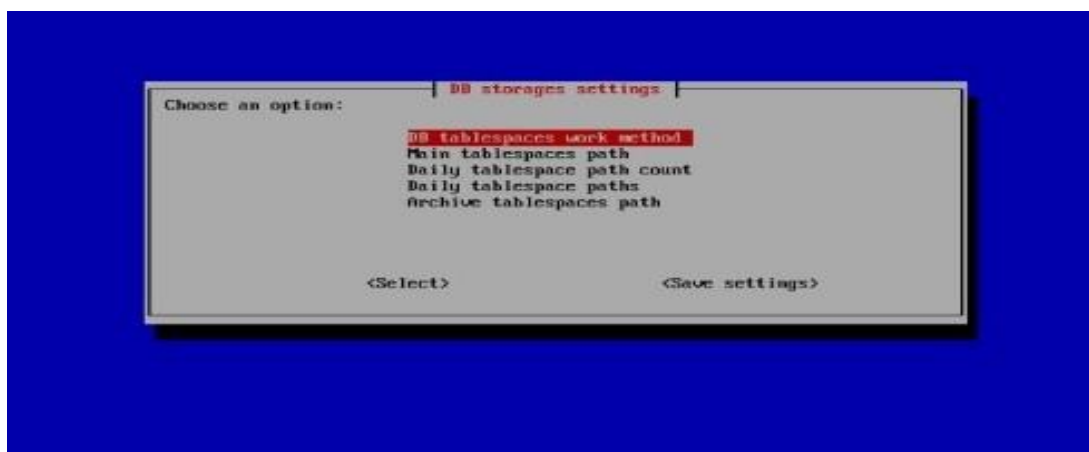 DB storages settings
Choose an option:
DB tablespaces work method
Main tablespaces path
Daily tablespace path count
Daily tablespace paths
Archive tablespaces path
<Select> <Save settings>